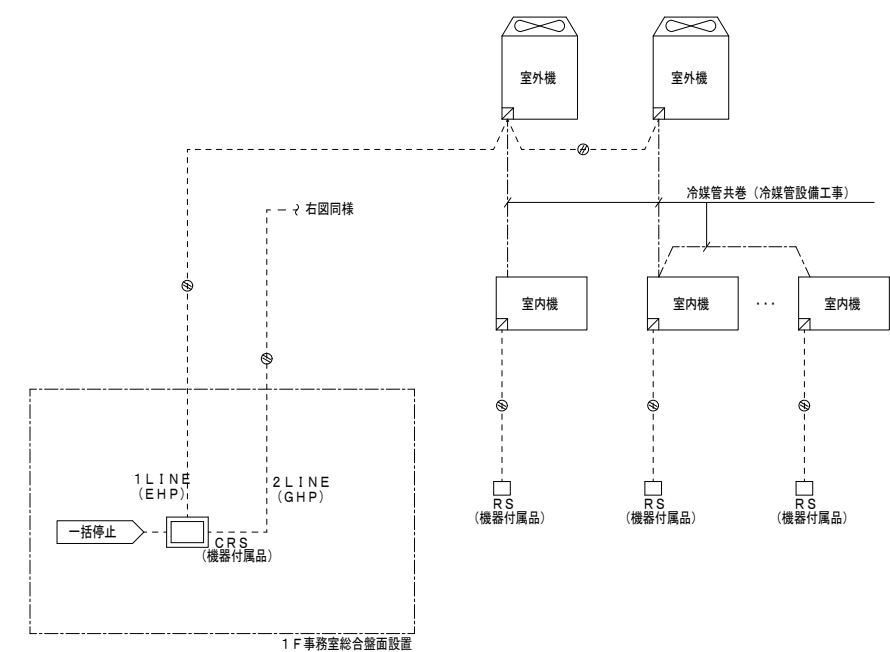 室外機
室外機
冷媒管共巻（冷媒管設備工事）
右図同様
室内機
室内機
・・・
室内機
１ＬＩＮＥ
（EHP）
２ＬＩＮＥ
（GHP）
ＲＳ
（機器付属品）
ＲＳ
（機器付属品）
ＲＳ
（機器付属品）
一括停止
ＣＲＳ
（機器付属品）
１Ｆ事務室総合盤面設置